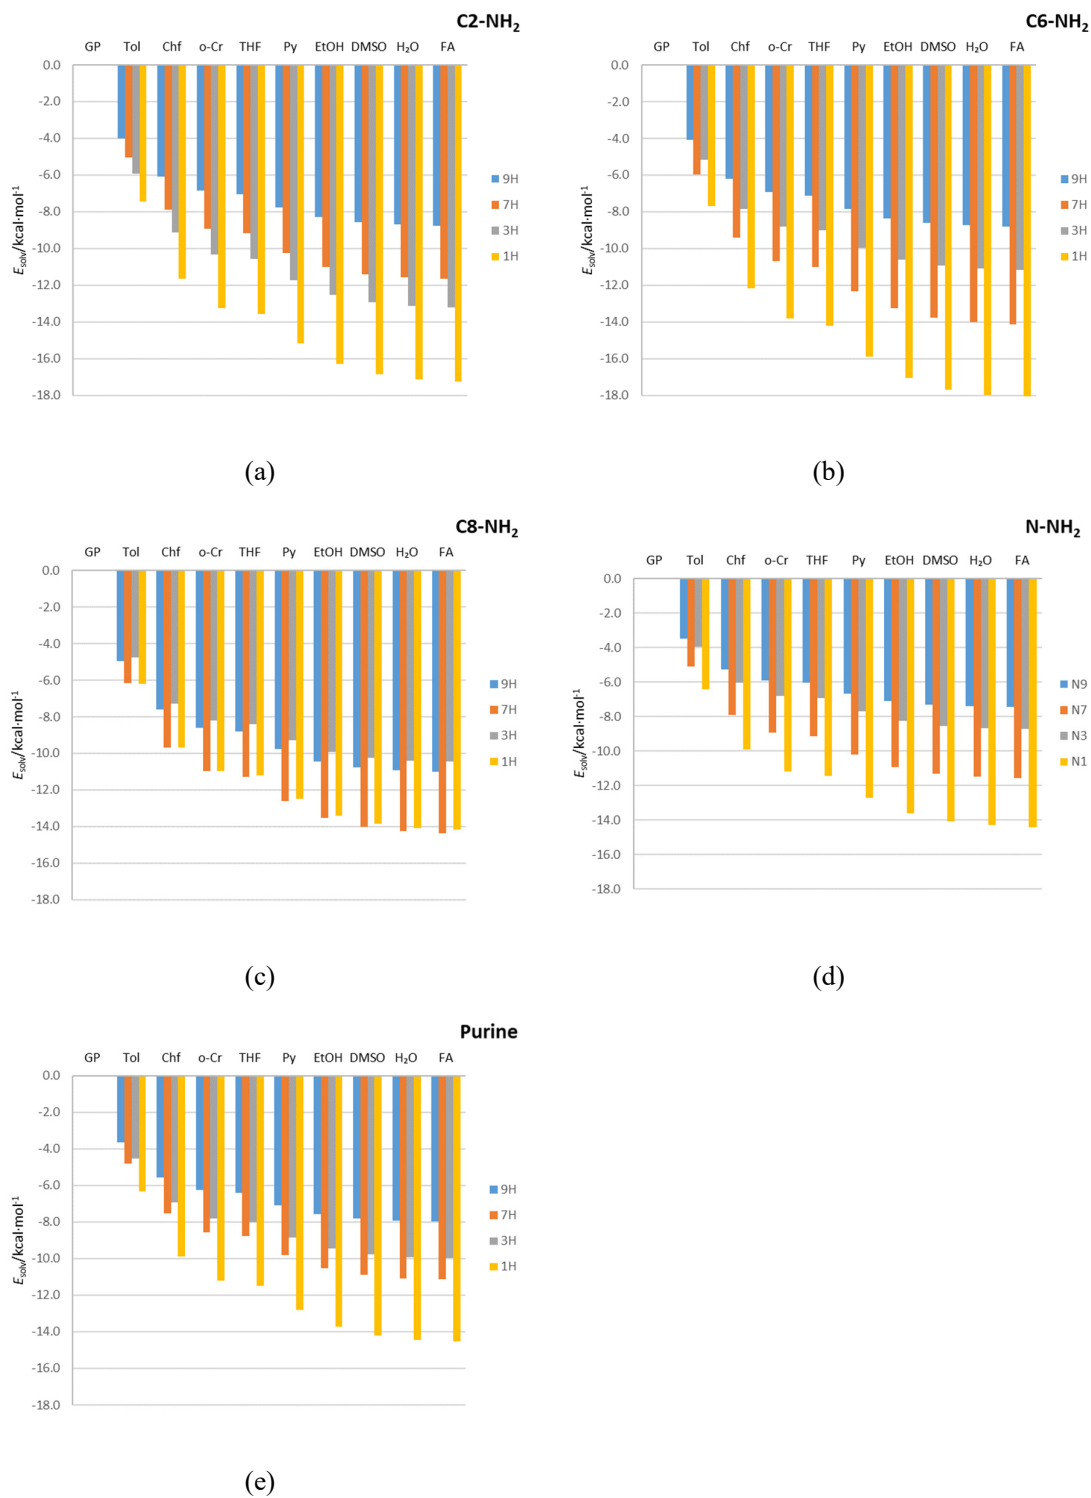 C2-NH₂
GP Tol Chf o-Cr THF Py EtOH DMSO H₂O FA
0.0
-2.0
-4.0
-6.0
-8.0
-10.0
-12.0
-14.0
-16.0
-18.0
E_solv/kcal·mol⁻¹
9H
7H
3H
1H
(a)
C6-NH₂
GP Tol Chf o-Cr THF Py EtOH DMSO H₂O FA
0.0
-2.0
-4.0
-6.0
-8.0
-10.0
-12.0
-14.0
-16.0
-18.0
E_solv/kcal·mol⁻¹
9H
7H
3H
1H
(b)
C8-NH₂
GP Tol Chf o-Cr THF Py EtOH DMSO H₂O FA
0.0
-2.0
-4.0
-6.0
-8.0
-10.0
-12.0
-14.0
-16.0
-18.0
E_solv/kcal·mol⁻¹
9H
7H
3H
1H
(c)
N-NH₂
GP Tol Chf o-Cr THF Py EtOH DMSO H₂O FA
0.0
-2.0
-4.0
-6.0
-8.0
-10.0
-12.0
-14.0
-16.0
-18.0
E_solv/kcal·mol⁻¹
N9
N7
N3
N1
(d)
Purine
GP Tol Chf o-Cr THF Py EtOH DMSO H₂O FA
0.0
-2.0
-4.0
-6.0
-8.0
-10.0
-12.0
-14.0
-16.0
-18.0
E_solv/kcal·mol⁻¹
9H
7H
3H
1H
(e)